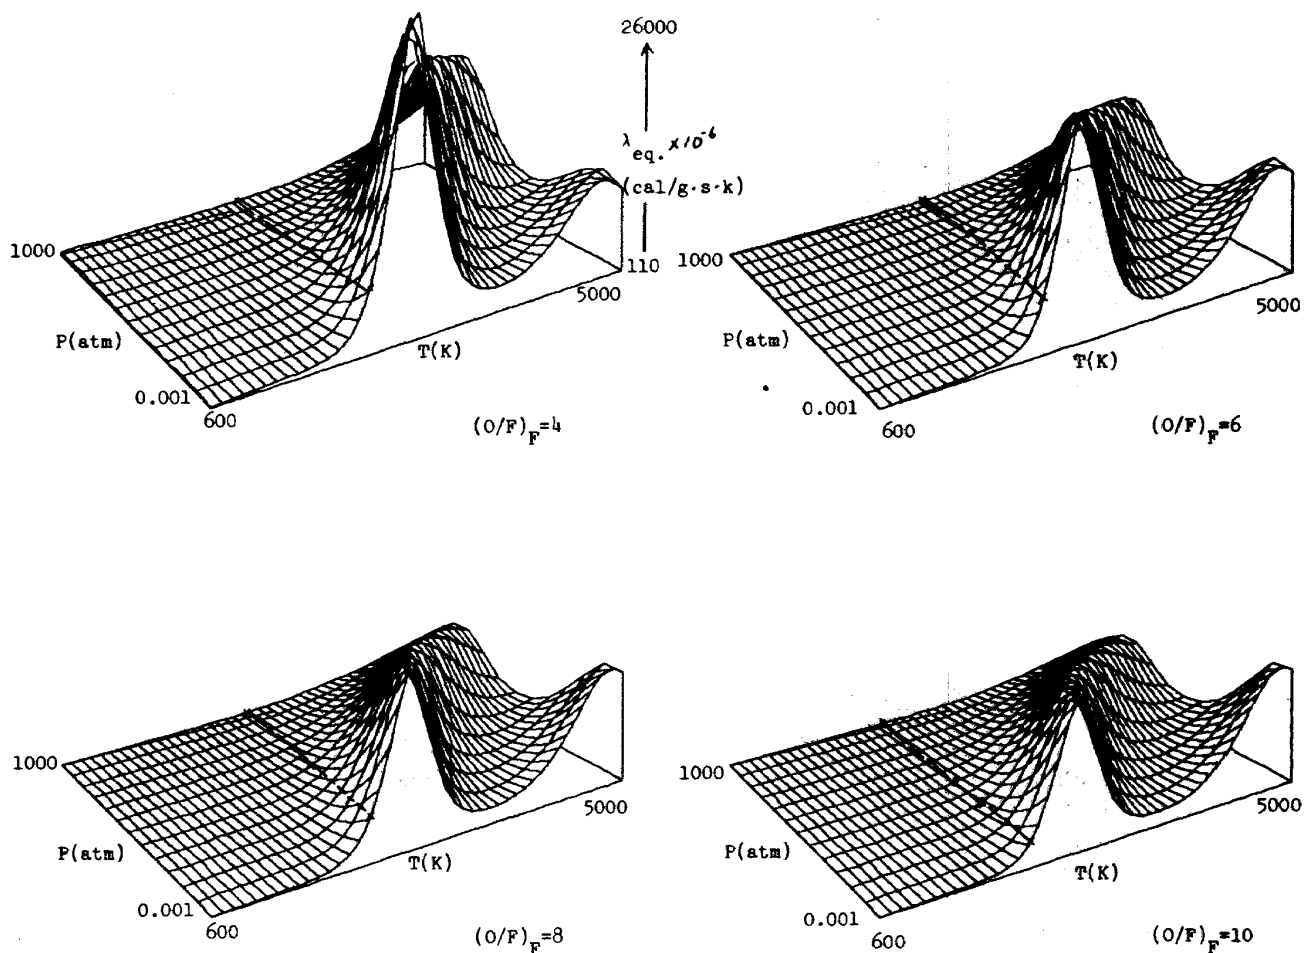 26000
λeq. x10⁻⁶
(cal/g·s·k)
110
1000
P(atm)
0.001
600
T(K)
5000
(O/F)F=4
1000
P(atm)
0.001
600
T(K)
5000
(O/F)F=6
1000
P(atm)
0.001
600
T(K)
5000
(O/F)F=8
1000
P(atm)
0.001
600
T(K)
5000
(O/F)F=10